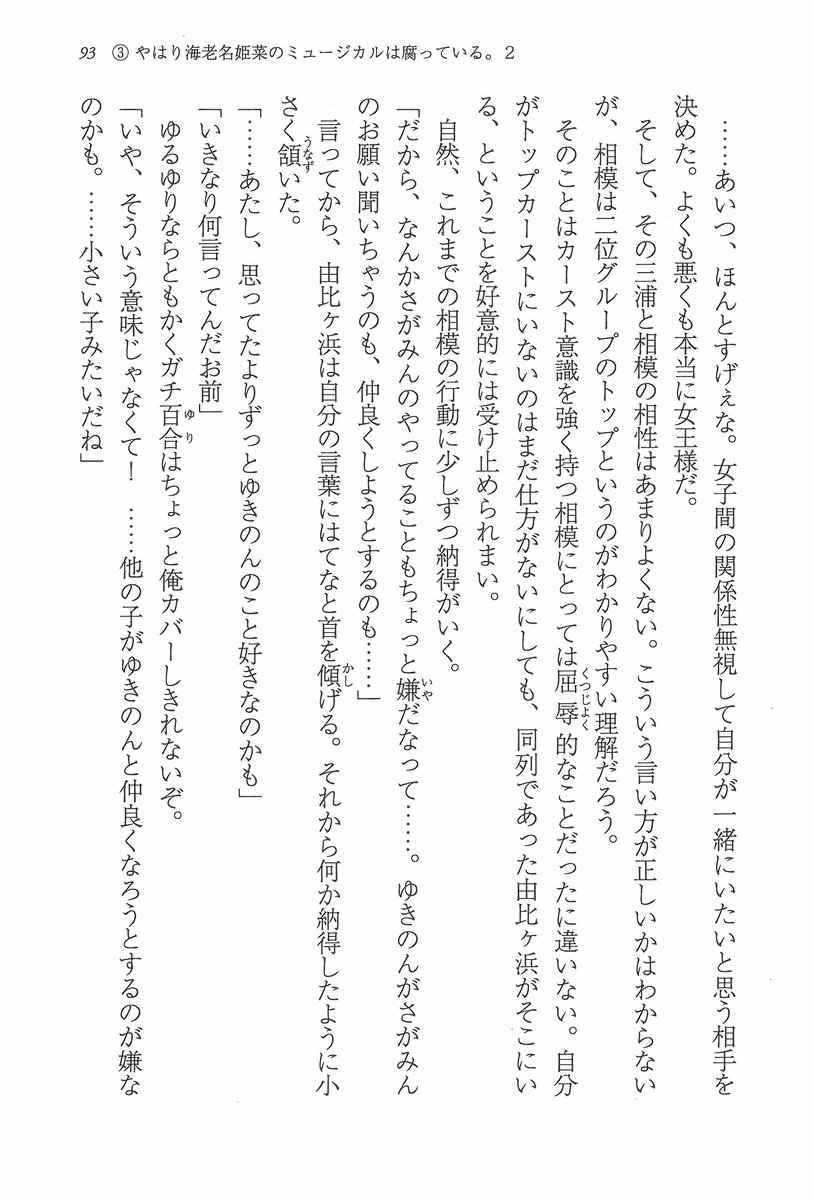 93　③やはり海老名姫菜のミュージカルは腐っている。2
……あいつ、ほんとすげぇな。女子間の関係性無視して自分が一緒にいたいと思う相手を
決めた。よくも悪くも本当に女王様だ。
そして、その三浦と相模の相性はあまりよくない。こういう言い方が正しいかはわからない
が、相模は二位グループのトップというのがわかりやすい理解だろう。
そのことはカースト意識を強く持つ相模にとっては屈辱的なことだったに違いない。自分
がトップカーストにいないのはまだ仕方がないにしても、同列であった由比ヶ浜がそこにい
る、ということを好意的には受け止められまい。
自然、これまでの相模の行動に少しずつ納得がいく。
「だから、なんかさがみんのやってることもちょっと嫌だなって……。ゆきのんがさがみん
のお願い聞いちゃうのも、仲良くしようとするのも……」
言ってから、由比ヶ浜は自分の言葉にはてなと首を傾げる。それから何か納得したように小
さく頷いた。
「……あたし、思ってたよりずっとゆきのんのこと好きなのかも」
「いきなり何言ってんだお前」
ゆるゆりならともかくガチ百合はちょっと俺カバーしきれないぞ。
「いや、そういう意味じゃなくて！　……他の子がゆきのんと仲良くなろうとするのが嫌な
のかも。……小さい子みたいだね」